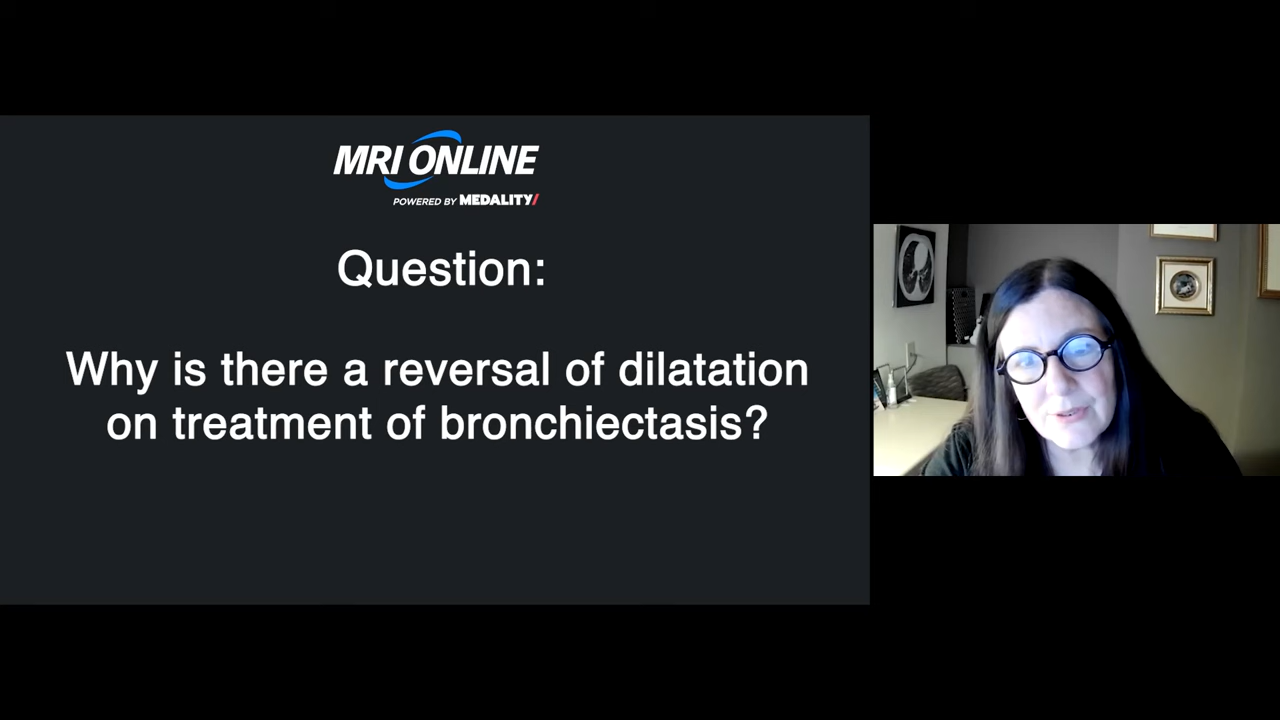 MRI ONLINE
POWERED BY MEDALITY/
Question:
Why is there a reversal of dilatation
on treatment of bronchiectasis?